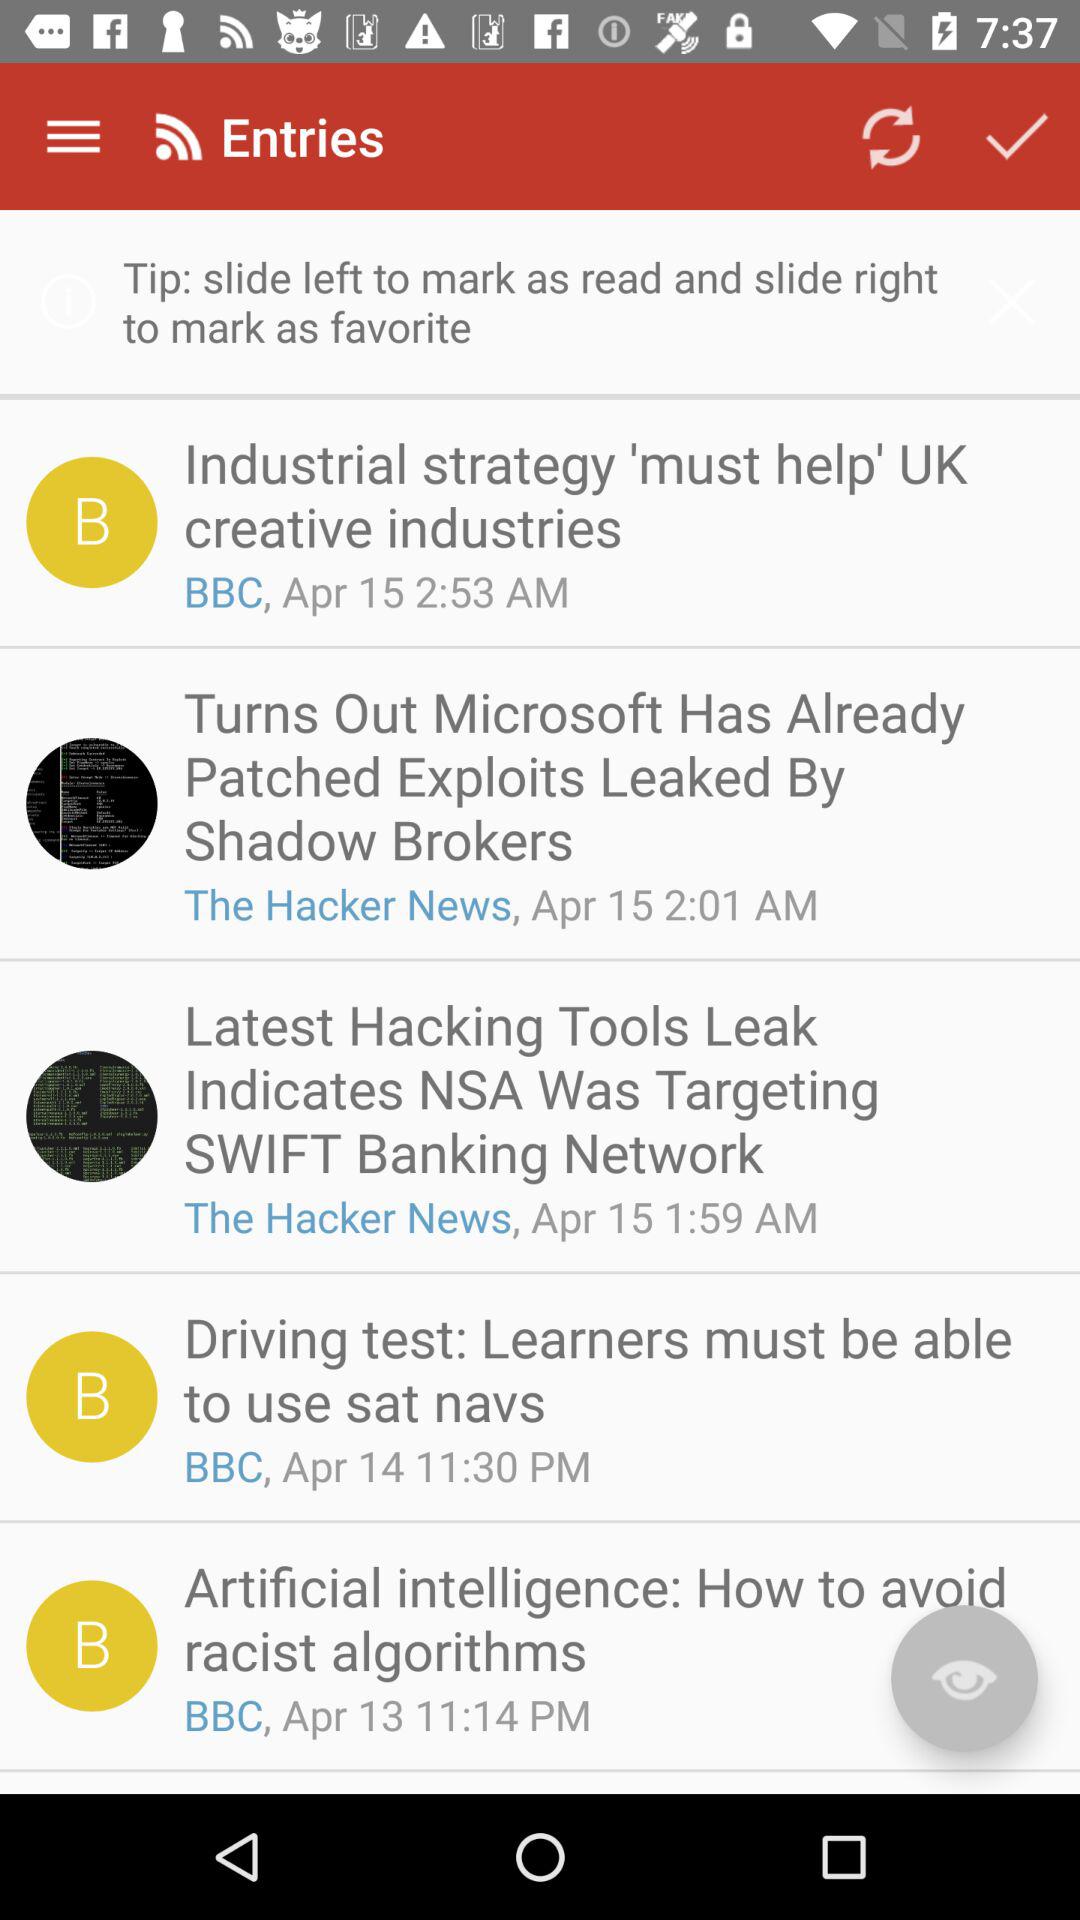 7:37
Entries
Tip: slide left to mark as read and slide right
to mark as favorite
B
Industrial strategy 'must help' UK
creative industries
BBC, Apr 15 2:53 AM
Turns Out Microsoft Has Already
Patched Exploits Leaked By
Shadow Brokers
The Hacker News, Apr 15 2:01 AM
Latest Hacking Tools Leak
Indicates NSA Was Targeting
SWIFT Banking Network
The Hacker News, Apr 15 1:59 AM
B
Driving test: Learners must be able
to use sat navs
BBC, Apr 14 11:30 PM
B
Artificial intelligence: How to avoid
racist algorithms
BBC, Apr 13 11:14 PM